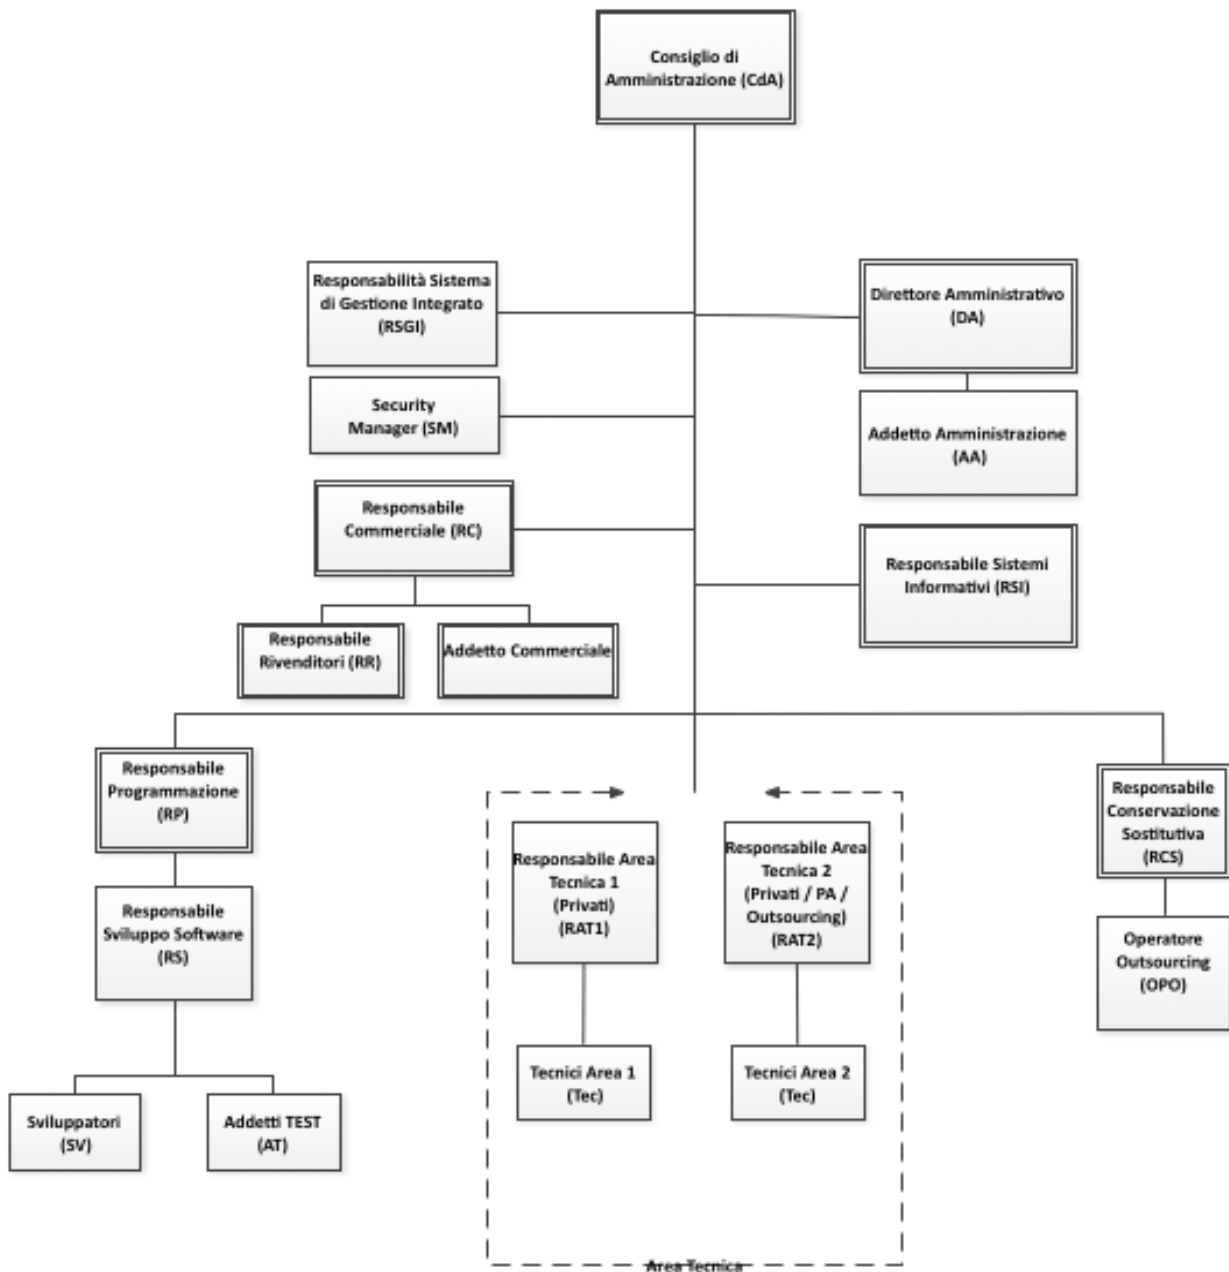 Consiglio di
Amministrazione (CdA)
Responsabilità Sistema
di Gestione Integrato
(RSGI)
Direttore Amministrativo
(DA)
Security
Manager (SM)
Addetto Amministrazione
(AA)
Responsabile
Commerciale (RC)
Responsabile Sistemi
Informativi (RSI)
Responsabile
Rivenditori (RR)
Addetto Commerciale
Responsabile
Programmazione
(RP)
Responsabile
Conservazione
Sostitutiva
(RCS)
Responsabile Area
Tecnica 1
(Privati)
(RAT1)
Responsabile Area
Tecnica 2
(Privati / PA /
Outsourcing)
(RAT2)
Responsabile
Sviluppo Software
(RS)
Operatore
Outsourcing
(OPO)
Tecnici Area 1
(Tec)
Tecnici Area 2
(Tec)
Sviluppatori
(SV)
Addetti TEST
(AT)
Area Tecnica